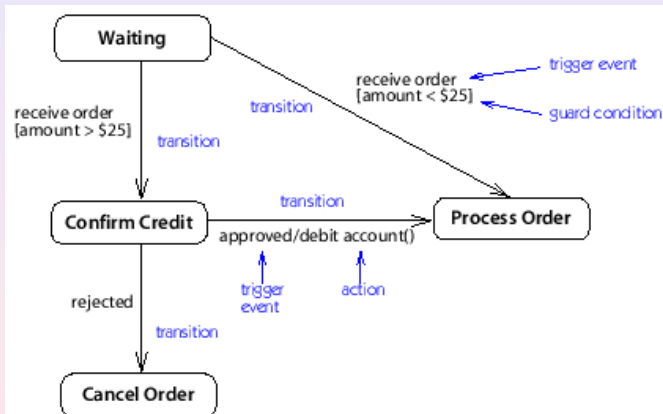 Waiting
receive order
[amount > $25]
transition
transition
receive order
[amount < $25]
trigger event
guard condition
Confirm Credit
transition
approved/debit account()
trigger
event
action
Process Order
rejected
transition
Cancel Order